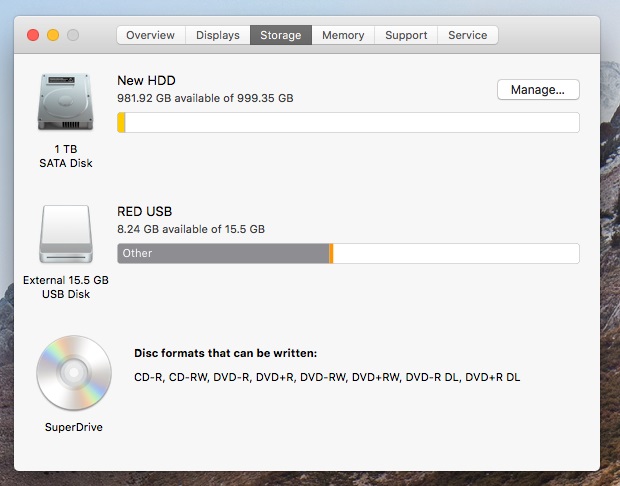 Overview Displays Storage Memory Support Service
New HDD
981.92 GB available of 999.35 GB
Manage...
1 TB
SATA Disk
RED USB
8.24 GB available of 15.5 GB
Other
External 15.5 GB
USB Disk
Disc formats that can be written:
CD-R, CD-RW, DVD-R, DVD+R, DVD-RW, DVD+RW, DVD-R DL, DVD+R DL
SuperDrive